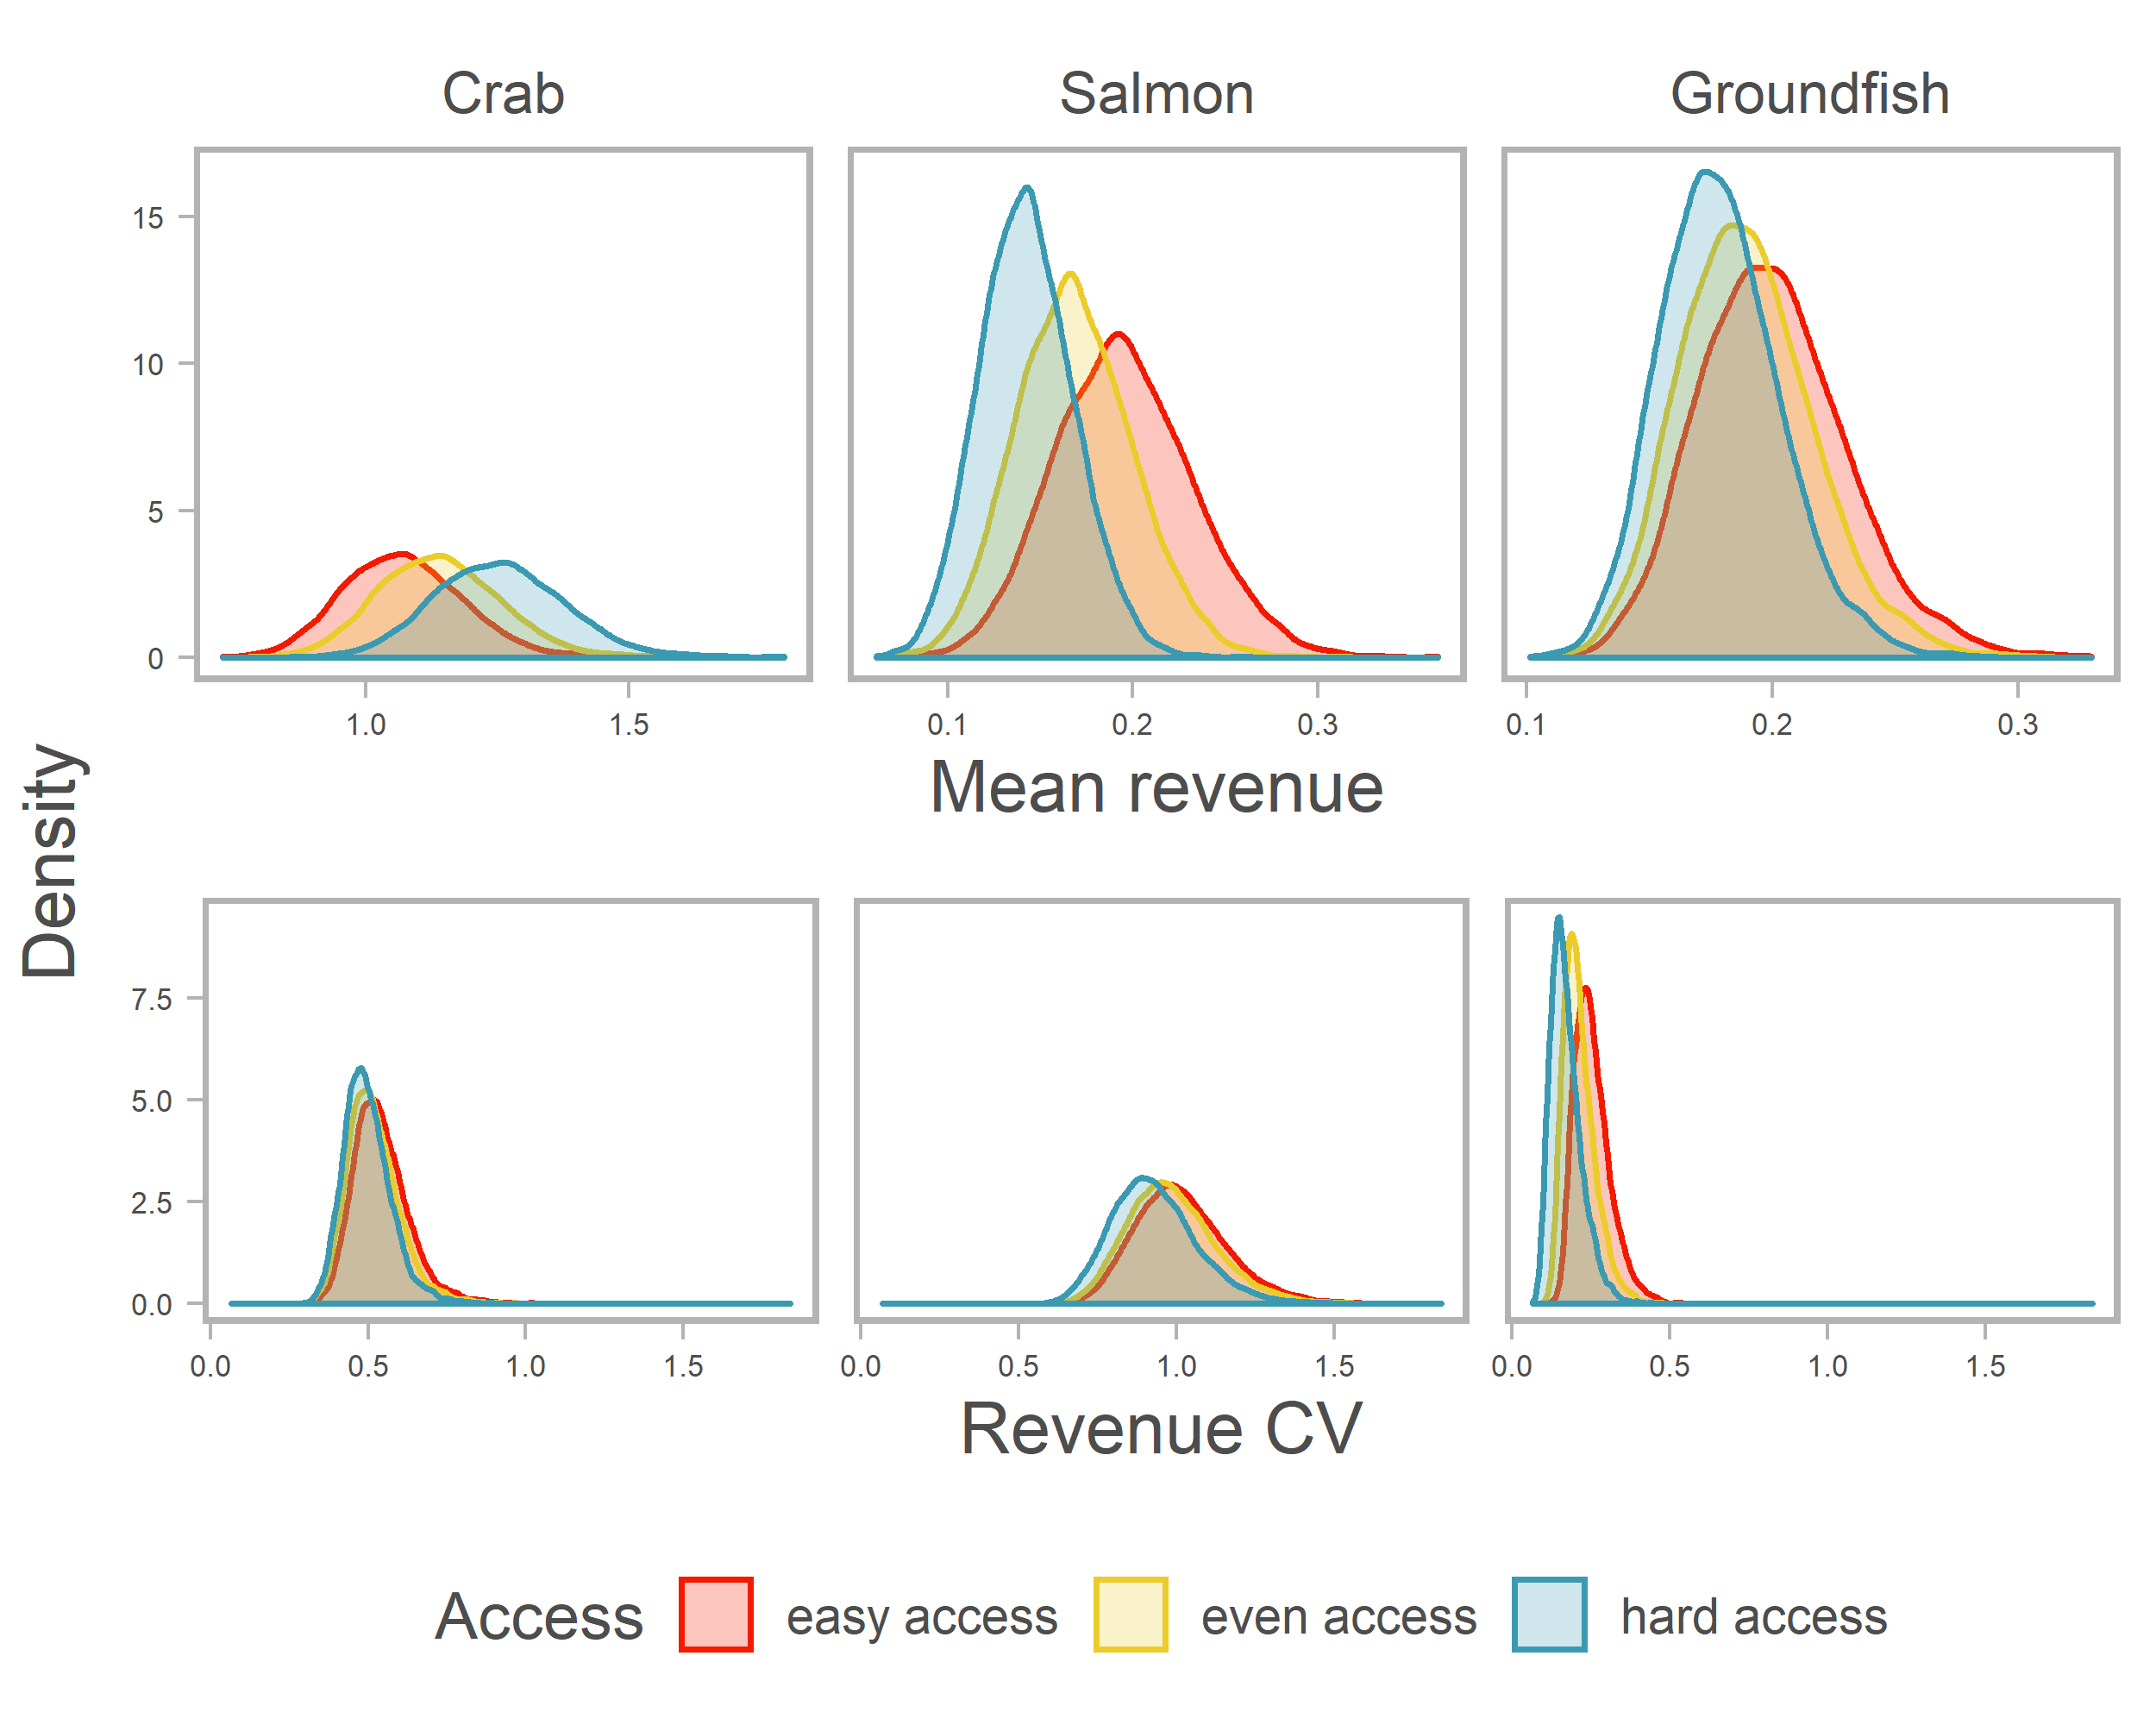 Crab Salmon Groundfish
15
10
5
0
1.0 1.5 0.1 0.2 0.3 0.1 0.2 0.3
Mean revenue
Density
7.5
5.0
2.5
0.0
0.0 0.5 1.0 1.5 0.0 0.5 1.0 1.5 0.0 0.5 1.0 1.5
Revenue CV
Access easy access even access hard access